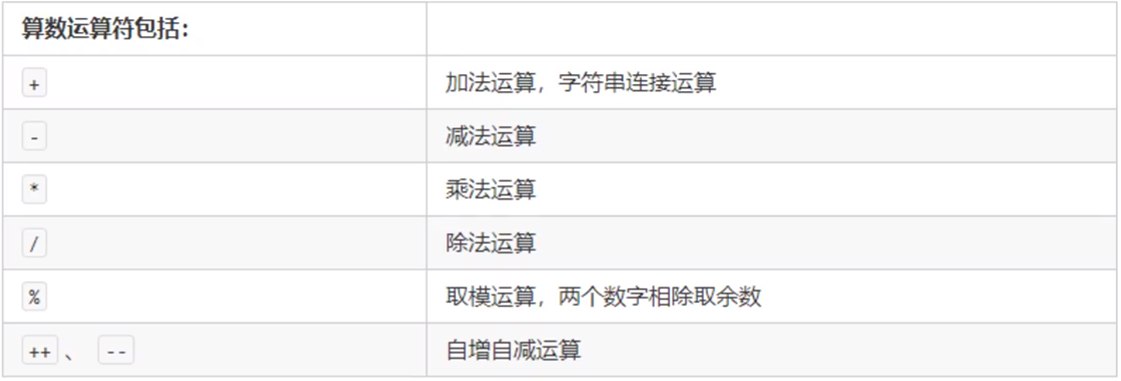 算数运算符包括：
+ 加法运算，字符串连接运算
- 减法运算
* 乘法运算
/ 除法运算
% 取模运算，两个数字相除取余数
++ 、 -- 自增自减运算